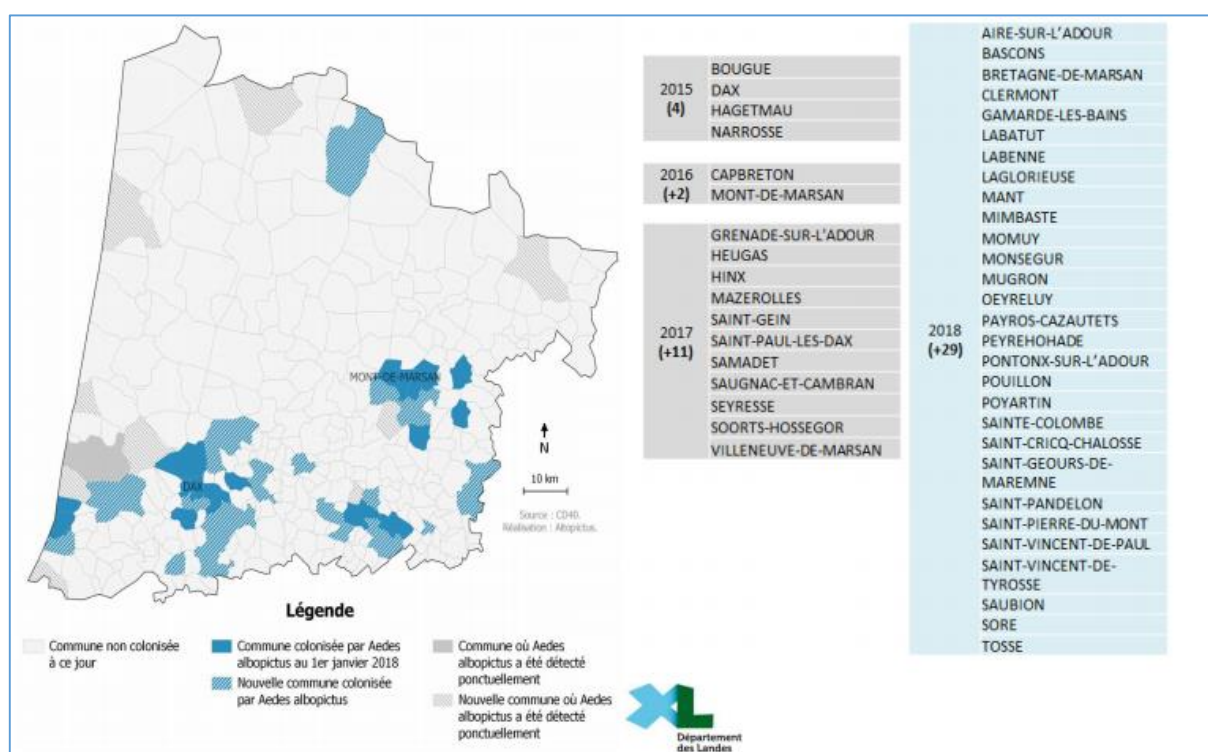 MONT-DE-MARSAN
DAX
N
10 km
Source : CD40.
Réalisation : Altopictus.
Légende
Commune non colonisée
à ce jour
Commune colonisée par Aedes
albopictus au 1er janvier 2018
Nouvelle commune colonisée
par Aedes albopictus
Commune où Aedes
albopictus a été détecté
ponctuellement
Nouvelle commune où Aedes
albopictus a été détecté
ponctuellement
XL
Département
des Landes
2015
(4)
BOUGUE
DAX
HAGETMAU
NARROSSE
2016
(+2)
CAPBRETON
MONT-DE-MARSAN
2017
(+11)
GRENADE-SUR-L'ADOUR
HEUGAS
HINX
MAZEROLLES
SAINT-GEIN
SAINT-PAUL-LES-DAX
SAMADET
SAUGNAC-ET-CAMBRAN
SEYRESSE
SOORTS-HOSSEGOR
VILLENEUVE-DE-MARSAN
2018
(+29)
AIRE-SUR-L'ADOUR
BASCONS
BRETAGNE-DE-MARSAN
CLERMONT
GAMARDE-LES-BAINS
LABATUT
LABENNE
LAGLORIEUSE
MANT
MIMBASTE
MOMUY
MONSEGUR
MUGRON
OEYRELUY
PAYROS-CAZAUTETS
PEYREHOHADE
PONTONX-SUR-L'ADOUR
POUILLON
POYARTIN
SAINTE-COLOMBE
SAINT-CRICQ-CHALOSSE
SAINT-GEOURS-DE-
MAREMNE
SAINT-PANDELON
SAINT-PIERRE-DU-MONT
SAINT-VINCENT-DE-PAUL
SAINT-VINCENT-DE-
TYROSSE
SAUBION
SORE
TOSSE